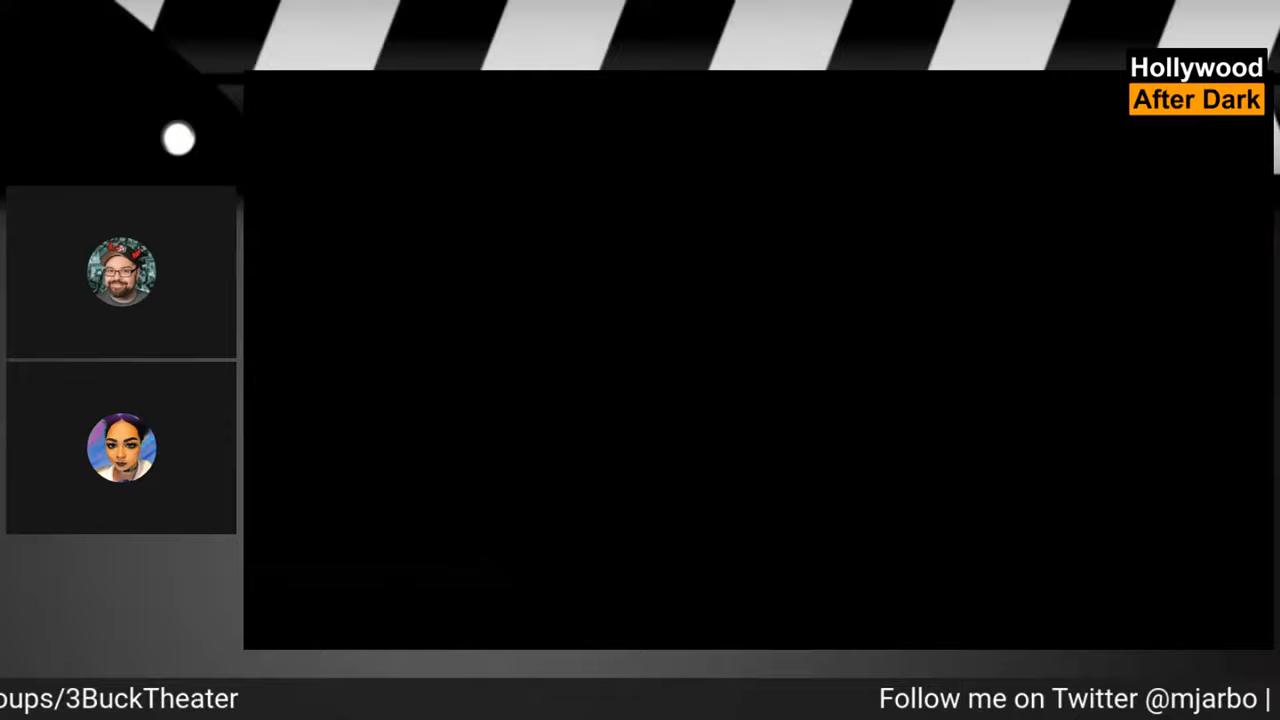 Hollywood
After Dark
oups/3BuckTheater
Follow me on Twitter @mjarbo |